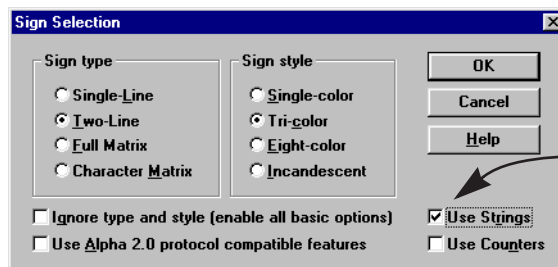 Sign Selection
Sign type
Single-Line
Two-Line
Full Matrix
Character Matrix
Sign style
Single-color
Tri-color
Eight-color
Incandescent
OK
Cancel
Help
Ignore type and style (enable all basic options)
Use Alpha 2.0 protocol compatible features
Use Strings
Use Counters